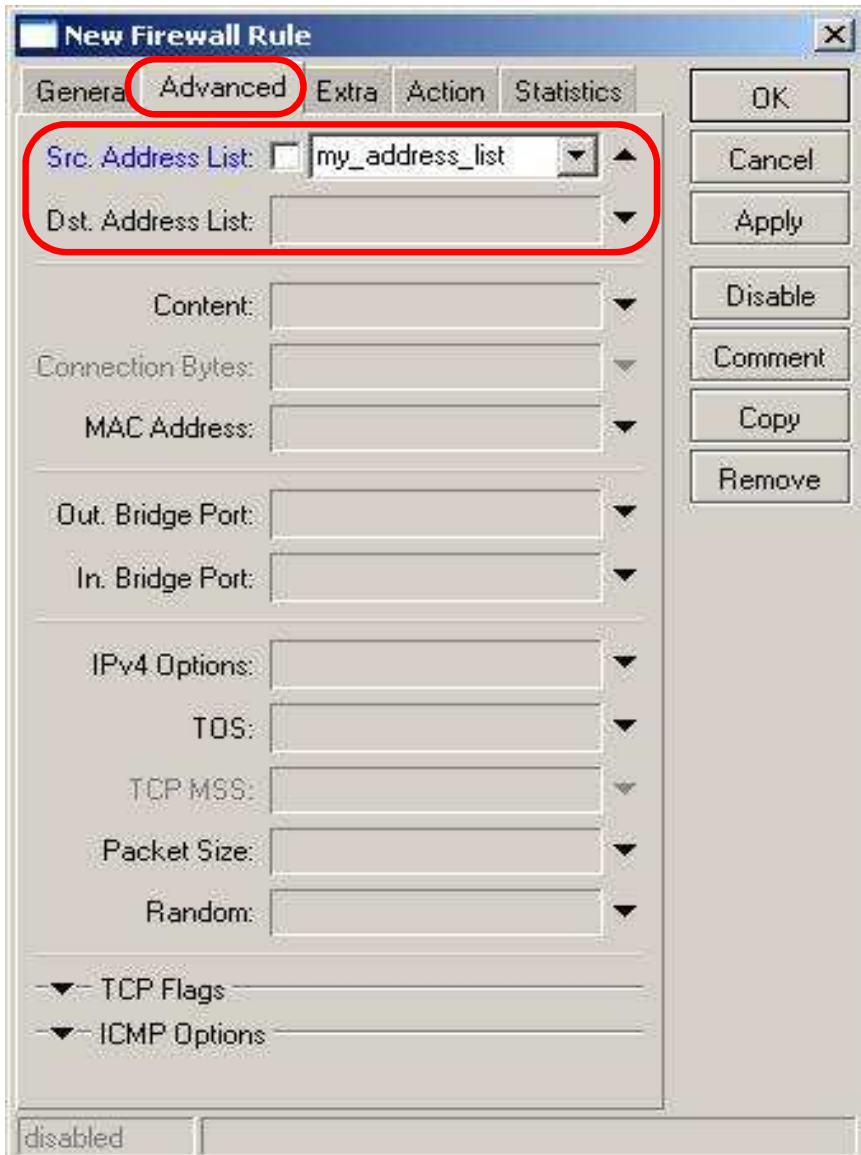 New Firewall Rule
General Advanced Extra Action Statistics
OK
Src. Address List: my_address_list
Cancel
Dst. Address List:
Apply
Content:
Disable
Connection Bytes:
Comment
MAC Address:
Copy
Remove
Out. Bridge Port:
In. Bridge Port:
IPv4 Options:
TOS:
TCP MSS:
Packet Size:
Random:
TCP Flags
ICMP Options
disabled